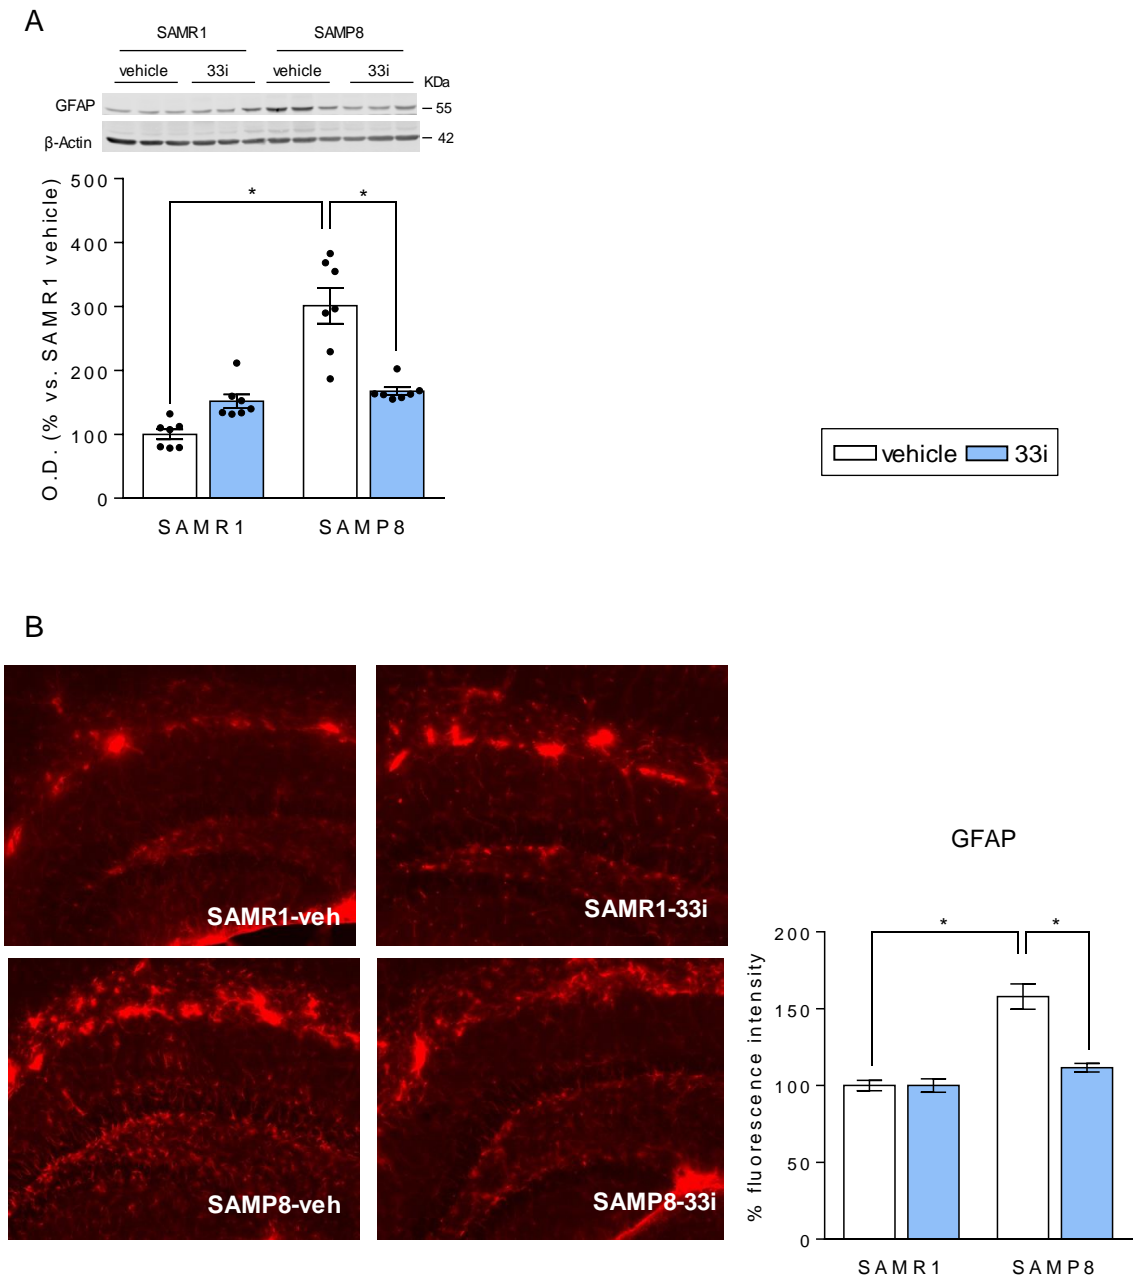 A
SAMR1 SAMP8
vehicle 33i vehicle 33i
KDa
GFAP 55
β-Actin 42
O.D. (% vs. SAMR1 vehicle)
500
400
300
200
100
0
* *
SAMR1 SAMP8
vehicle 33i
B
SAMR1-veh
SAMR1-33i
SAMP8-veh
SAMP8-33i
GFAP
% fluorescence intensity
200
150
100
50
0
* *
SAMR1 SAMP8